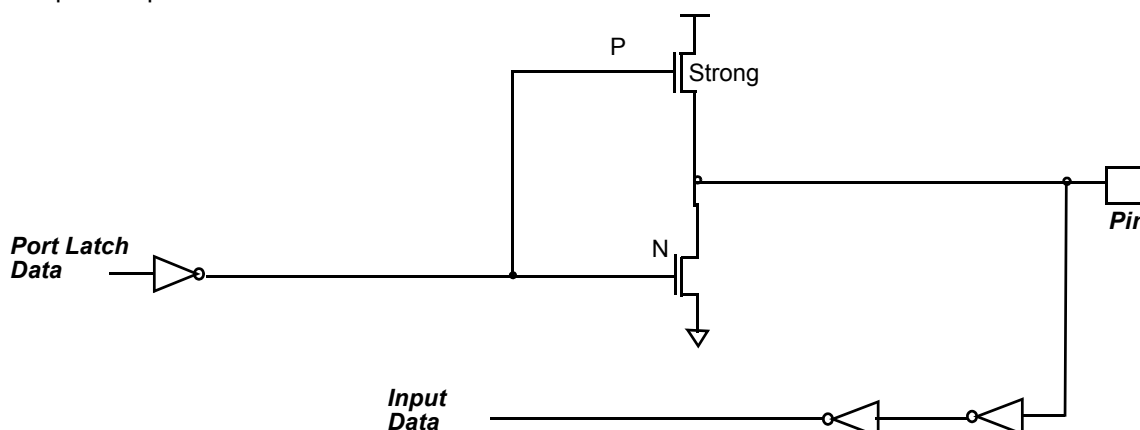 P
Strong
N
Port Latch
Data
Pin
Input
Data